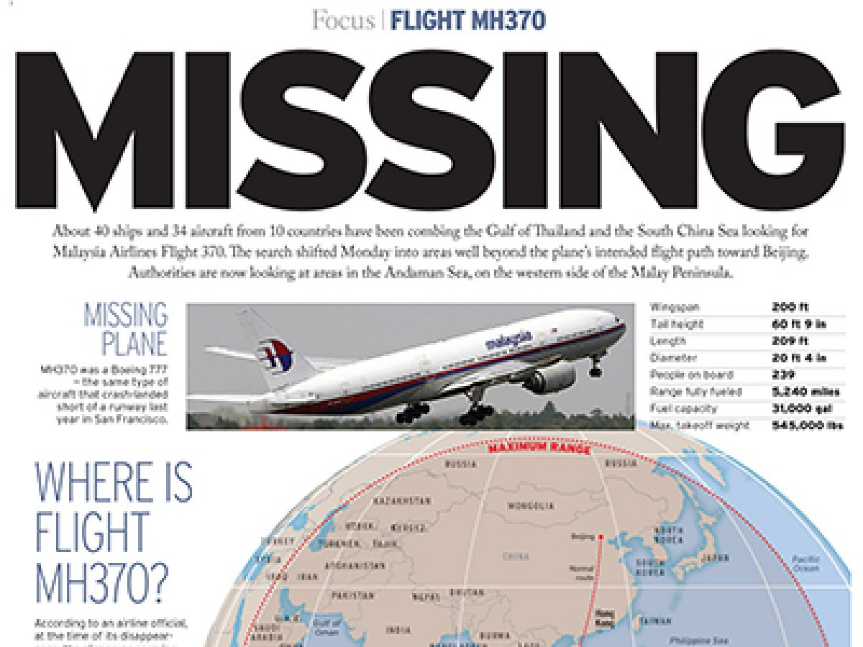 Focus | FLIGHT MH370
MISSING
About 40 ships and 34 aircraft from 10 countries have been combing the Gulf of Thailand and the South China Sea looking for
Malaysia Airlines Flight 370. The search shifted Monday into areas well beyond the plane's intended flight path toward Beijing.
Authorities are now looking at areas in the Andaman Sea, on the western side of the Malay Peninsula.
MISSING
PLANE
MH370 was a Boeing 777
– the same type of
aircraft that crash-landed
short of a runway last
year in San Francisco.
malaysia
Wingspan 200 ft
Tail height 60 ft 9 in
Length 209 ft
Diameter 20 ft 4 in
People on board 239
Range fully fueled 5,240 miles
Fuel capacity 31,000 gal
Max. takeoff weight 545,000 lbs
WHERE IS
FLIGHT
MH370?
According to an airline official,
at the time of its disappear-
MAXIMUM RANGE
RUSSIA
RUSSIA
KAZAKHSTAN
MONGOLIA
UZBEK.
KYRGZ.
TURKMEN.
TAJIK.
Beijing
NORTH
KOREA
CHINA
SYRIA
IRAQ
IRAN
AFGHANISTAN
SOUTH
KOREA
JAPAN
Pacific
Ocean
Normal
route
PAKISTAN
NEPAL
BHUTAN
Hong
Kong
TAIWAN
U.A.E.
SAUDI
ARABIA
Gulf of
Oman
INDIA
BURMA
Philippine Sea